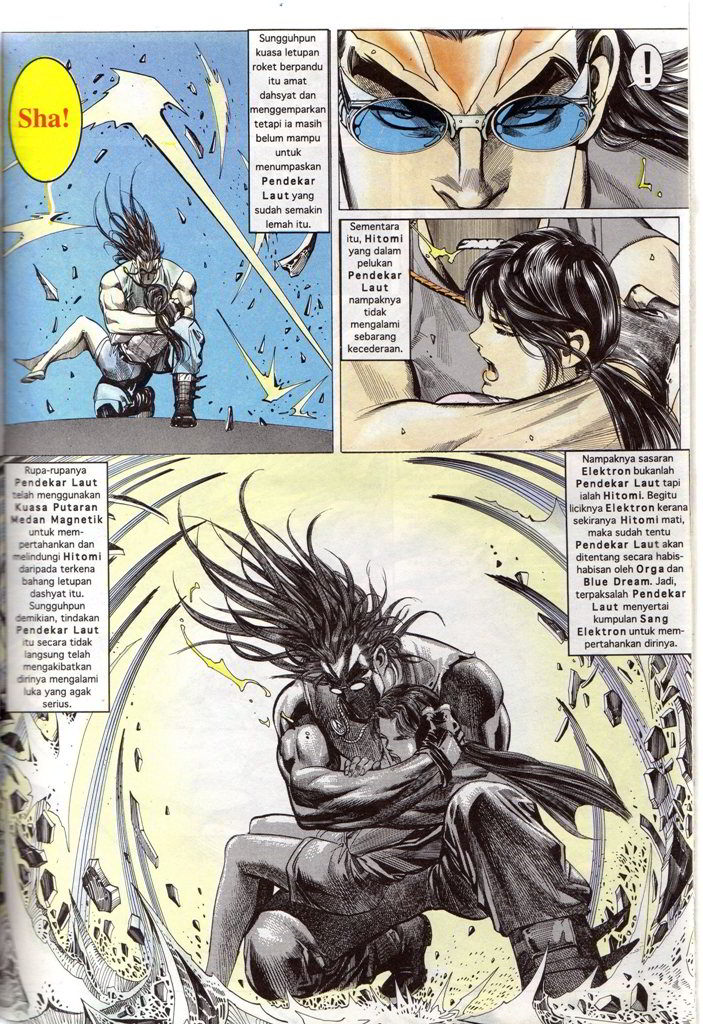 Sha!
Sungguhpun
kuasa letupan
roket berpandu
itu amat
dahsyat dan
menggemparkan
tetapi ia masih
belum mampu
untuk
menumpaskan
Pendekar
Laut yang
sudah semakin
lemah itu.
!
Sementara
itu, Hitomi
yang dalam
pelukan
Pendekar
Laut
nampaknya
tidak
mengalami
sebarang
kecederaan.
Rupa-rupanya
Pendekar Laut
telah menggunakan
Kuasa Putaran
Medan Magnetik
untuk mem-
pertahankan dan
melindungi Hitomi
daripada terkena
bahang letupan
dashyat itu.
Sungguhpun
demikian, tindakan
Pendekar Laut
itu secara tidak
langsung telah
mengakibatkan
dirinya mengalami
luka yang agak
serius.
Nampaknya sasaran
Elektron bukanlah
Pendekar Laut tapi
ialah Hitomi. Begitu
liciknya Elektron kerana
sekiranya Hitomi mati,
maka sudah tentu
Pendekar Laut akan
ditentang secara habis-
habisan oleh Orga dan
Blue Dream. Jadi,
terpaksalah Pendekar
Laut menyertai
kumpulan Sang
Elektron untuk mem-
pertahankan dirinya.